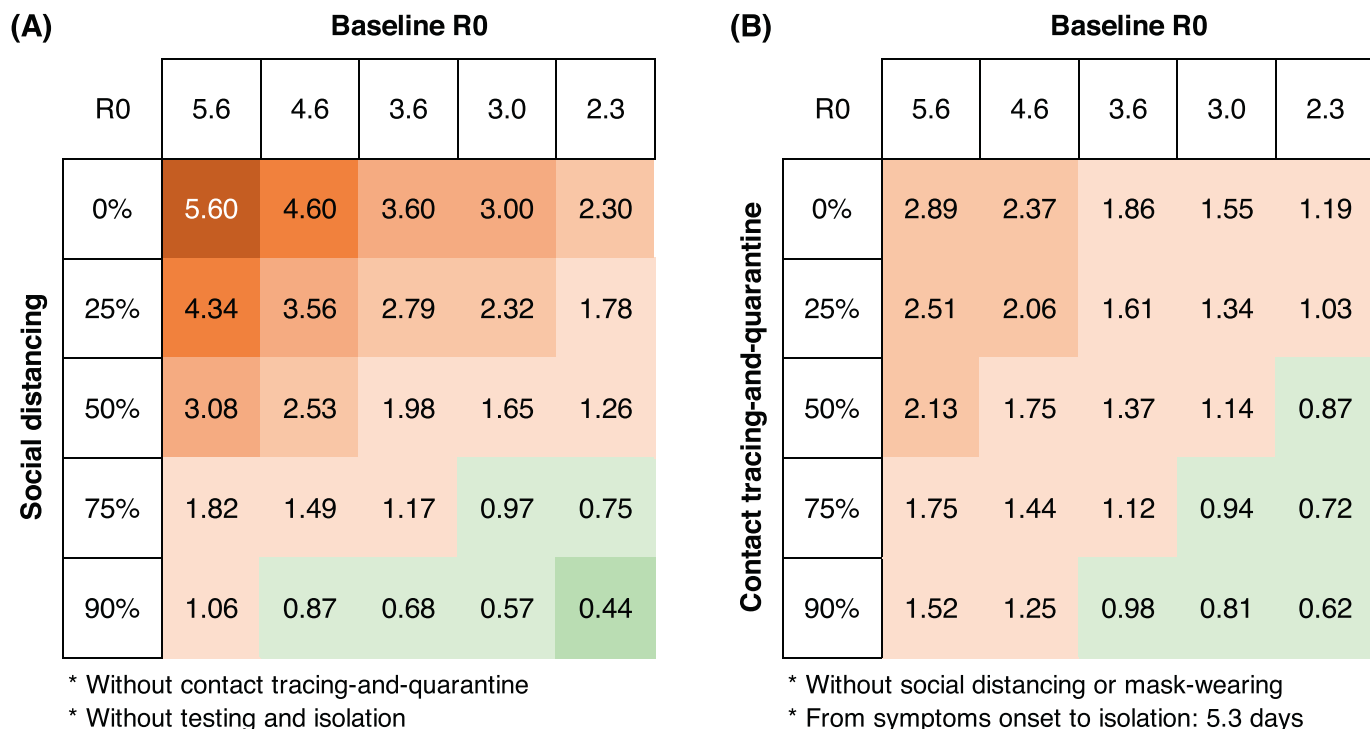 (A)
Baseline R0
R0 5.6 4.6 3.6 3.0 2.3
Social distancing
0% 5.60 4.60 3.60 3.00 2.30
25% 4.34 3.56 2.79 2.32 1.78
50% 3.08 2.53 1.98 1.65 1.26
75% 1.82 1.49 1.17 0.97 0.75
90% 1.06 0.87 0.68 0.57 0.44
* Without contact tracing-and-quarantine
* Without testing and isolation
(B)
Baseline R0
R0 5.6 4.6 3.6 3.0 2.3
Contact tracing-and-quarantine
0% 2.89 2.37 1.86 1.55 1.19
25% 2.51 2.06 1.61 1.34 1.03
50% 2.13 1.75 1.37 1.14 0.87
75% 1.75 1.44 1.12 0.94 0.72
90% 1.52 1.25 0.98 0.81 0.62
* Without social distancing or mask-wearing
* From symptoms onset to isolation: 5.3 days